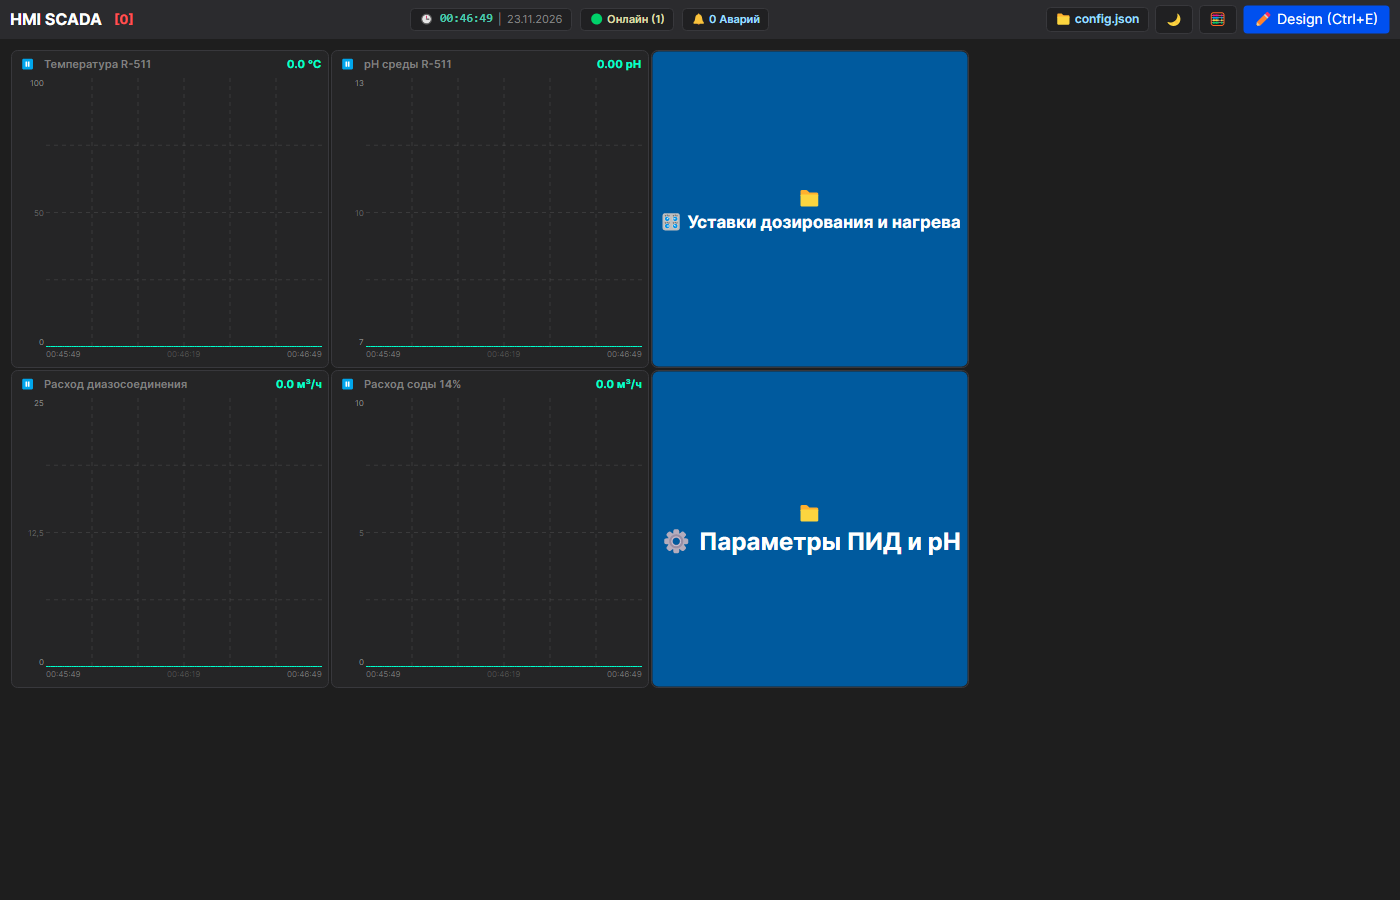 HMI SCADA [0] 00:46:49 | 23.11.2026 Онлайн (1) 0 Аварий config.json Design (Ctrl+E)
Температура R-511 0.0 °C
100
50
0
00:45:49 00:46:19 00:46:49
pH среды R-511 0.00 pH
13
10
7
00:45:49 00:46:19 00:46:49
Уставки дозирования и нагрева
Расход диазосоединения 0.0 м³/ч
25
12,5
0
00:45:49 00:46:19 00:46:49
Расход соды 14% 0.0 м³/ч
10
5
0
00:45:49 00:46:19 00:46:49
Параметры ПИД и pH